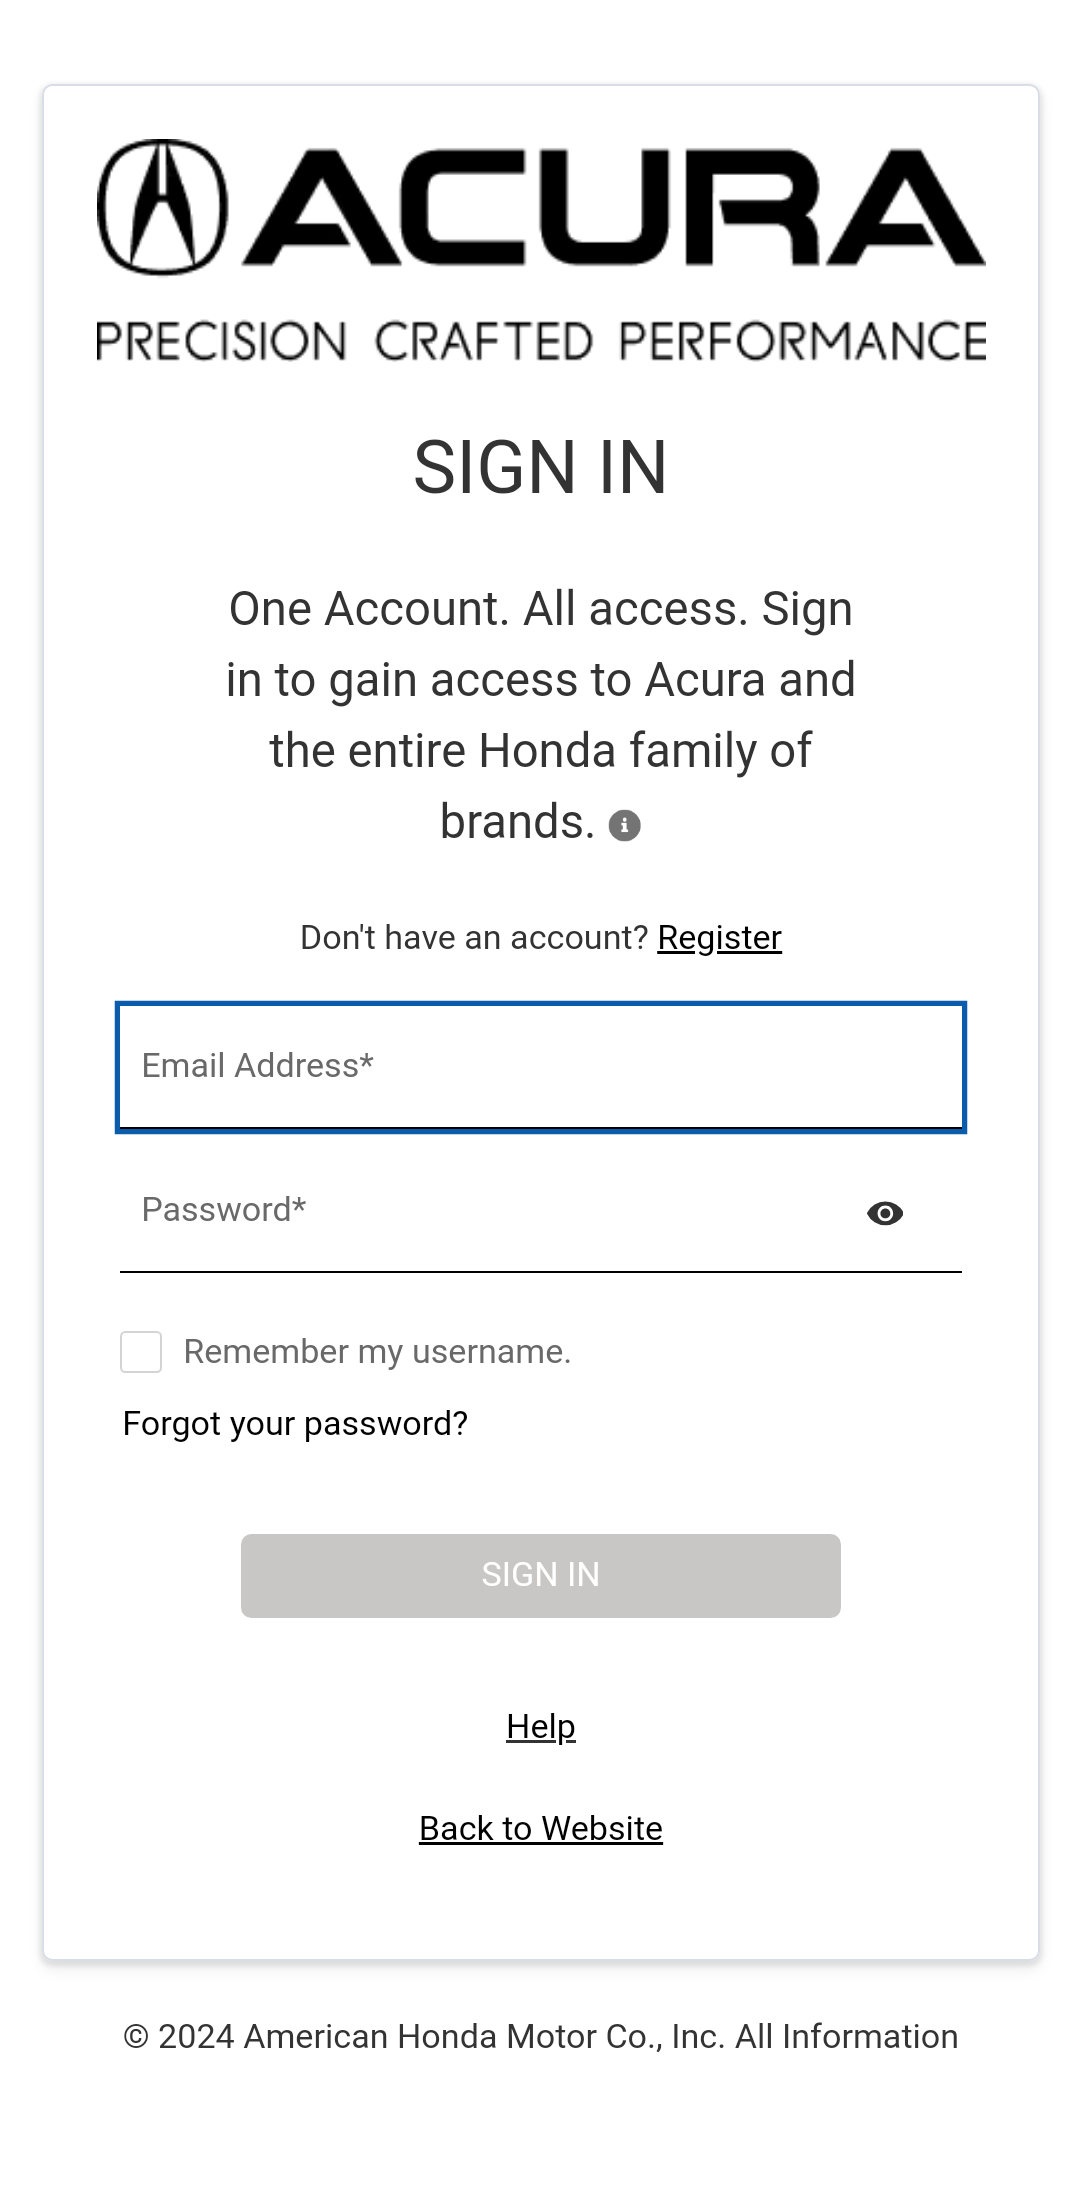 ACURA
PRECISION CRAFTED PERFORMANCE
SIGN IN
One Account. All access. Sign
in to gain access to Acura and
the entire Honda family of
brands.
Don't have an account? Register
Email Address*
Password*
Remember my username.
Forgot your password?
SIGN IN
Help
Back to Website
© 2024 American Honda Motor Co., Inc. All Information